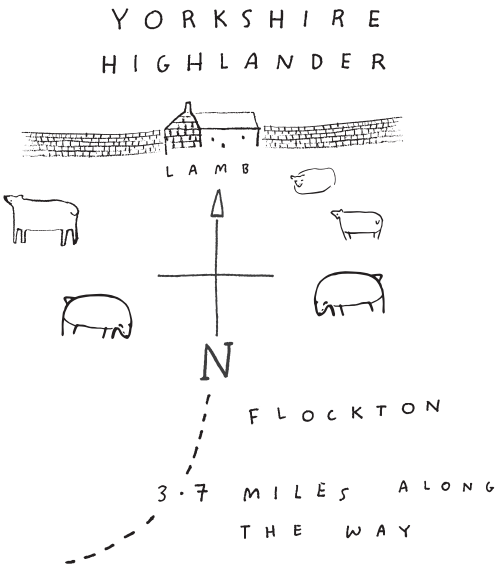 YORKSHIRE
HIGHLANDER
LAMB
N
FLOCKTON
3.7 MILES ALONG
THE WAY